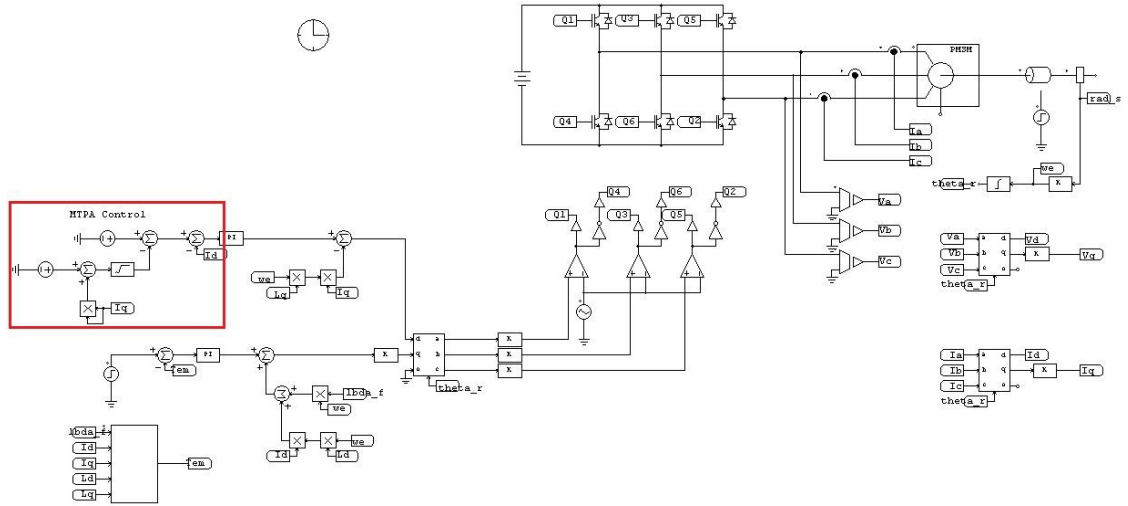 Q1 Q3 Q5
PMSM
Q4 Q6 Q2
rad_s
Ia
Ib
Ic
we
theta_r K
Q4 Q6 Q2
Q1 Q3 Q5
Va
Vb
Vc
MTPA Control
PI
Id
we
Lq Iq
Iq
Va a d Vd
Vb b q K Vq
Vc c o
theta_r
d a K
q b K
o c K
theta_r
Tem
PI K
lbda_f
we
we
Id Ld
Ia a d Id
Ib b q K Iq
Ic c o
theta_r
lbda_f
Id
Iq Tem
Ld
Lq